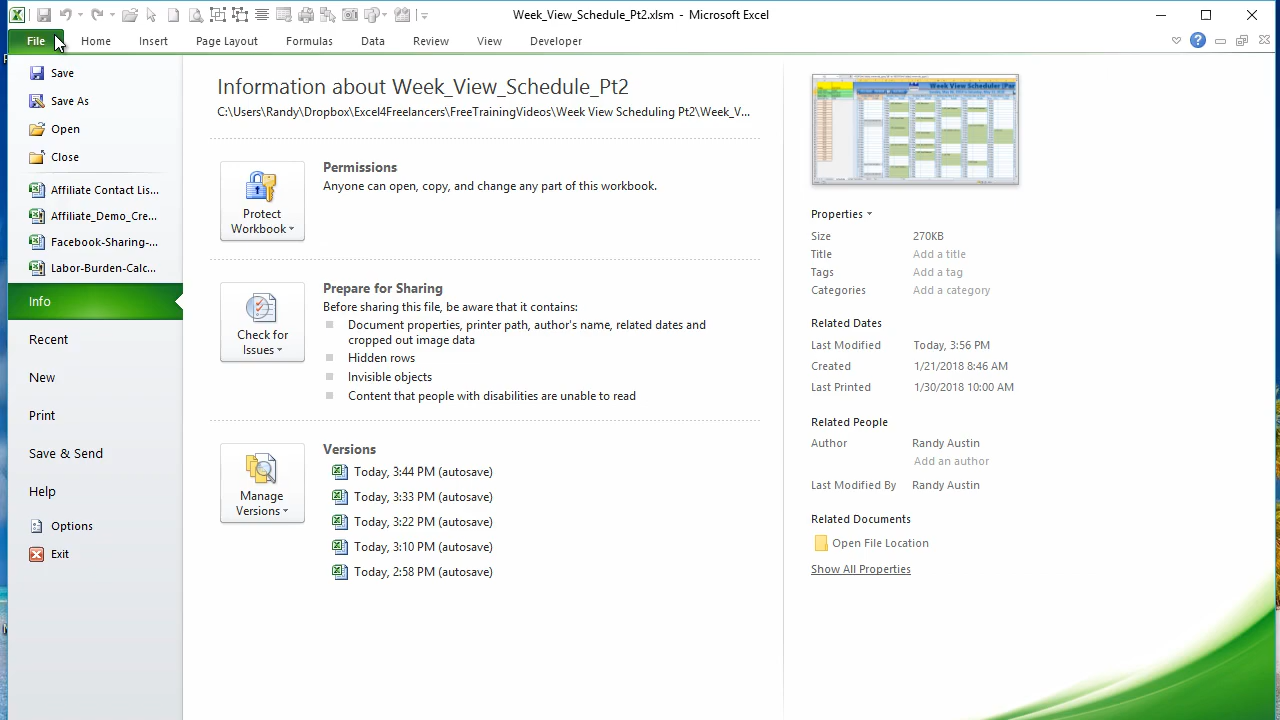 Week_View_Schedule_Pt2.xlsm - Microsoft Excel
File Home Insert Page Layout Formulas Data Review View Developer
Save
Save As
Open
Close
Affiliate Contact Lis...
Affiliate_Demo_Cre...
Facebook-Sharing-...
Labor-Burden-Calc...
Info
Recent
New
Print
Save & Send
Help
Options
Exit
Information about Week_View_Schedule_Pt2
Protect
Workbook
Permissions
Anyone can open, copy, and change any part of this workbook.
Check for
Issues
Prepare for Sharing
Before sharing this file, be aware that it contains:
Document properties, printer path, author's name, related dates and
cropped out image data
Hidden rows
Invisible objects
Content that people with disabilities are unable to read
Manage
Versions
Versions
Today, 3:44 PM (autosave)
Today, 3:33 PM (autosave)
Today, 3:22 PM (autosave)
Today, 3:10 PM (autosave)
Today, 2:58 PM (autosave)
Week View Scheduler
Properties
Size 270KB
Title Add a title
Tags Add a tag
Categories Add a category
Related Dates
Last Modified Today, 3:56 PM
Created 1/21/2018 8:46 AM
Last Printed 1/30/2018 10:00 AM
Related People
Author Randy Austin
Add an author
Last Modified By Randy Austin
Related Documents
Open File Location
Show All Properties